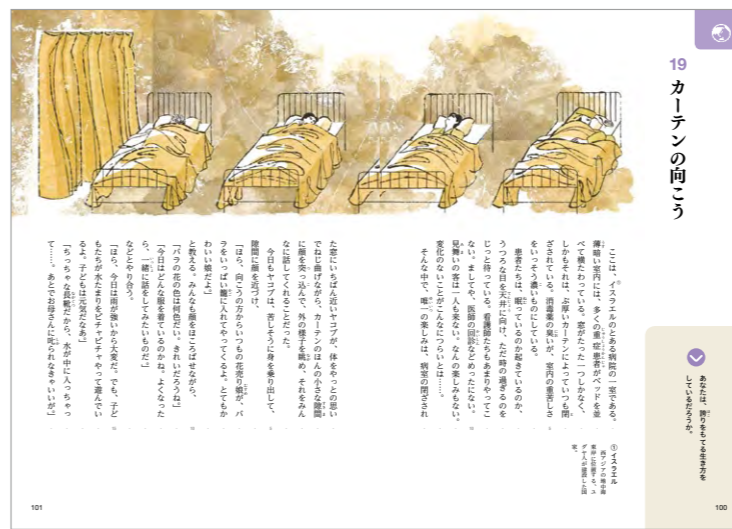 19
カーテンの向こう
あなたは、誇りをもてる生き方を
しているだろうか。
ここは、イスラエルのとある病院の一室である。
薄暗い室内には、多くの重症患者がベッドを並
べて横たわっている。窓がたった一つしかなく、
しかもそれは、ぶ厚いカーテンによっていつも閉
ざされている。消毒薬の臭いが、室内の重苦しさ
をいっそう濃いものにしている。
患者たちは、眠っているのか起きているのか、
うつろな目を天井に向け、ただ時の過ぎるのを
じっと待っている。看護師たちもあまりやってこ
ない。ましてや、医師の回診などめったにない。
見舞いの客は一人も来ない。なんの楽しみもない。
変化のないことがこんなにつらいとは……。
そんな中で、唯一の楽しみは、病室の閉ざされ
①イスラエル
西アジアの地中海
東岸に位置する、ユ
ダヤ人が建国した国
家。
100
た窓にいちばん近いヤコブが、体をやっとの思い
でねじ曲げながら、カーテンのほんの小さな隙間
に顔を突っ込んで、外の様子を眺め、それをみん
なに話してくれることだった。
今日もヤコブは、苦しそうに身を乗り出して、
隙間に顔を近づけ、
「ほら、向こうの方からいつもの花売り娘が、バ
ラをいっぱい籠に入れてやってくるよ。とてもか
わいい娘だよ。」
と教える。みんなも顔をほころばせながら、
「バラの花の色は何色だい。きれいだろうね。」
「今日はどんな服を着ているのかね。よくなった
ら、一緒に話をしてみたいものだ。」
などとやり合う。
「ほら、今日は雨が強いから大変だ。でも、子ど
もたちが水たまりをピチャピチャやって遊んでい
るよ。子どもは元気だなあ。」
「ちっちゃな長靴だから、水が中に入っちゃっ
て……。あとでお母さんに叱られなきゃいいが。」
101